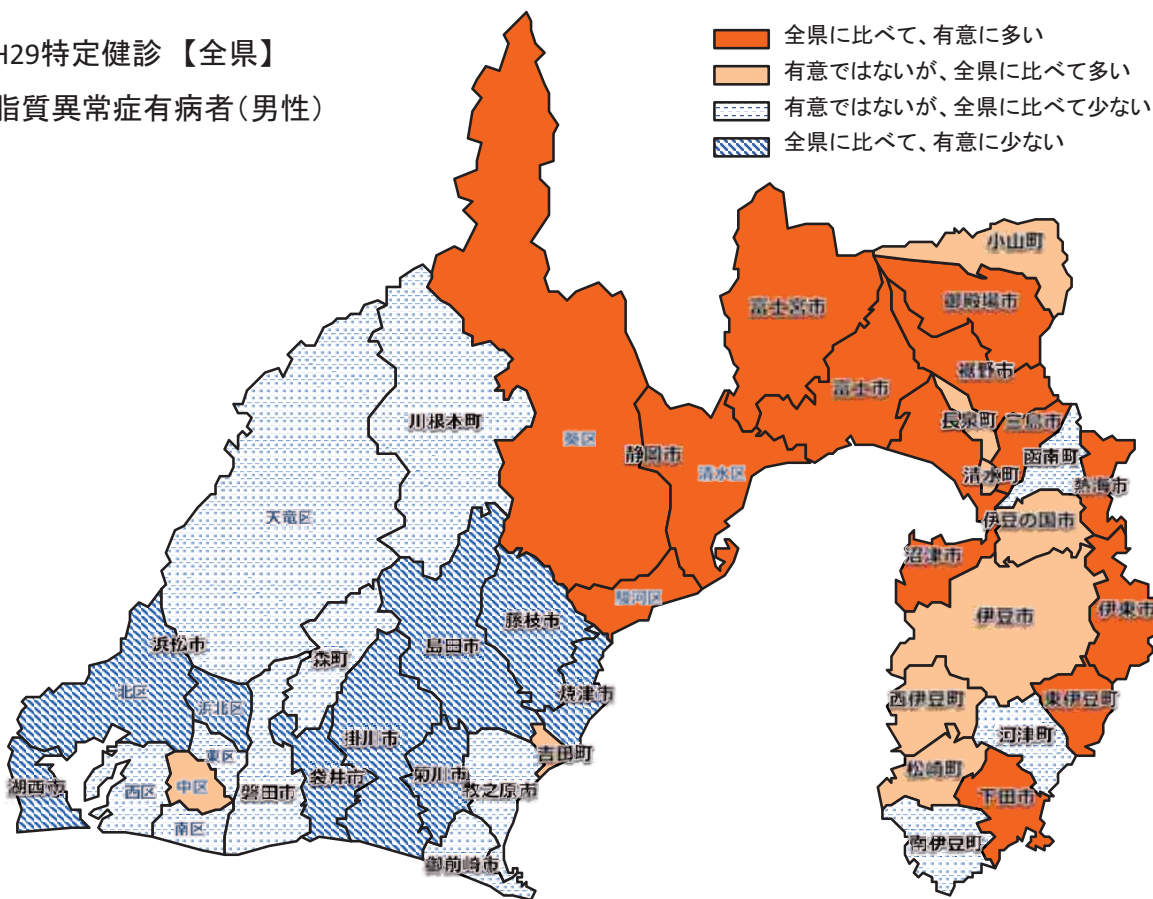 H29特定健診 【全県】
脂質異常症有病者(男性)
全県に比べて、有意に多い
有意ではないが、全県に比べて多い
有意ではないが、全県に比べて少ない
全県に比べて、有意に少ない
小山町
御殿場市
富士宮市
裾野市
富士市
長泉町
三島市
川根本町
葵区
静岡市
清水区
函南町
清水町
熱海市
天竜区
伊豆の国市
沼津市
駿河区
伊豆市
伊東市
藤枝市
浜松市
島田市
森町
北区
浜北区
焼津市
西伊豆町
東伊豆町
掛川市
河津町
東区
吉田町
湖西市
西区
中区
磐田市
袋井市
菊川市
牧之原市
松崎町
下田市
南区
御前崎市
南伊豆町